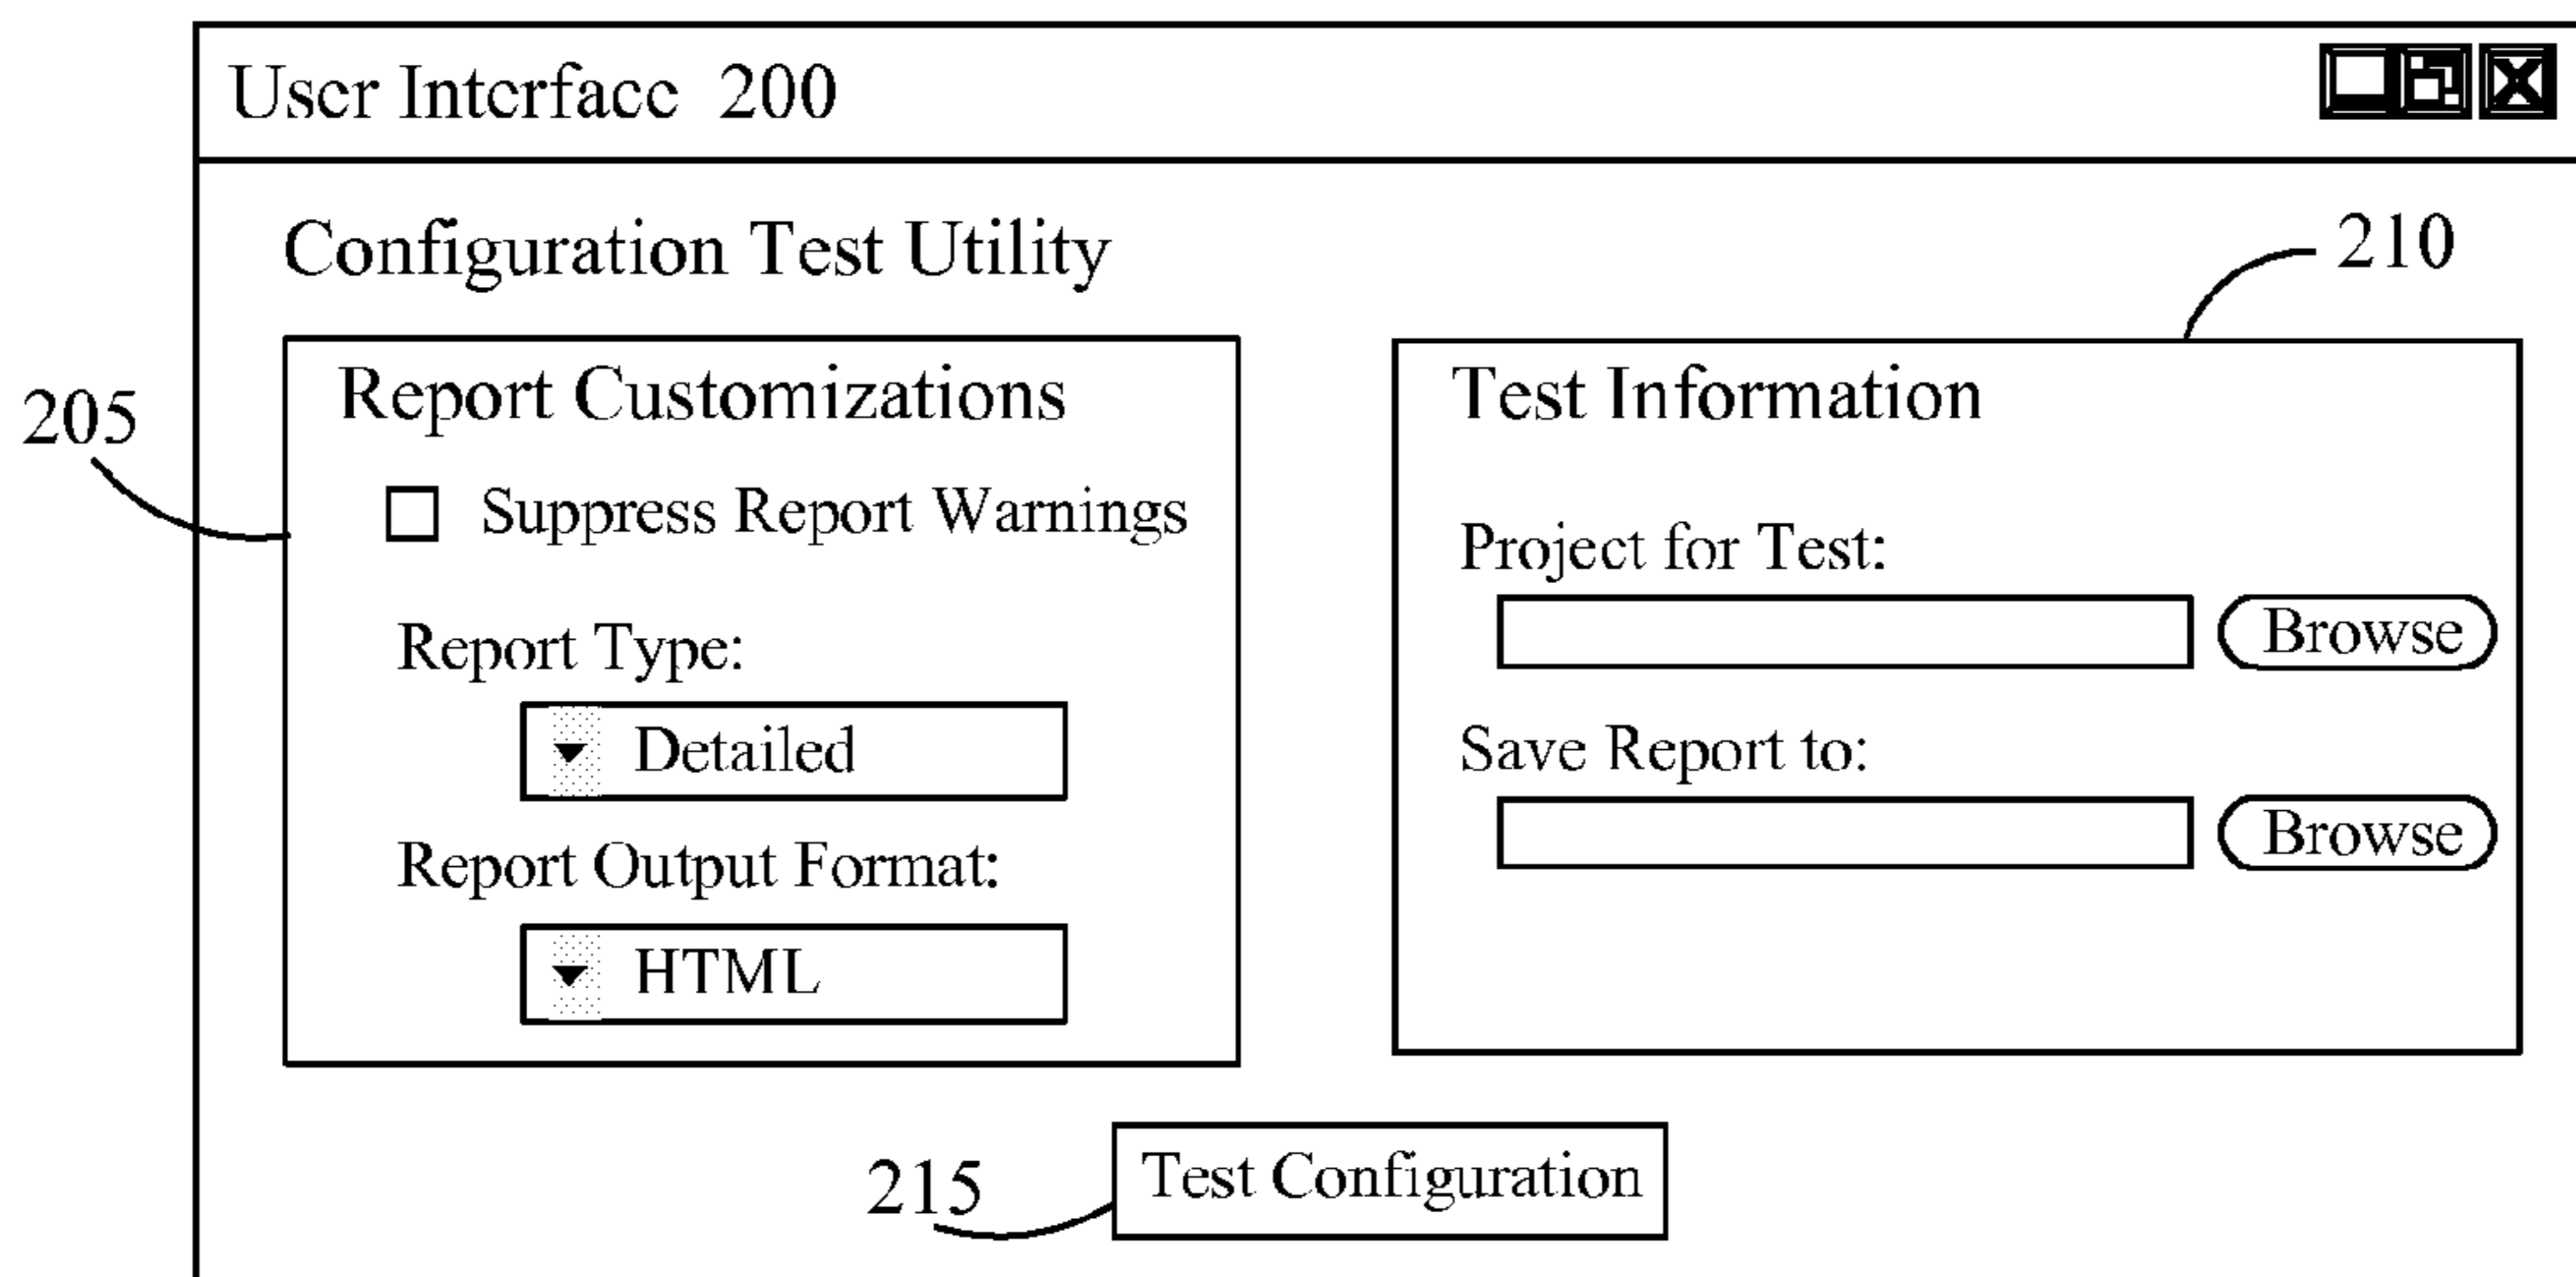 User Interface 200
Configuration Test Utility
210
205
Report Customizations
Suppress Report Warnings
Report Type:
Detailed
Report Output Format:
HTML
Test Information
Project for Test:
Browse
Save Report to:
Browse
215
Test Configuration